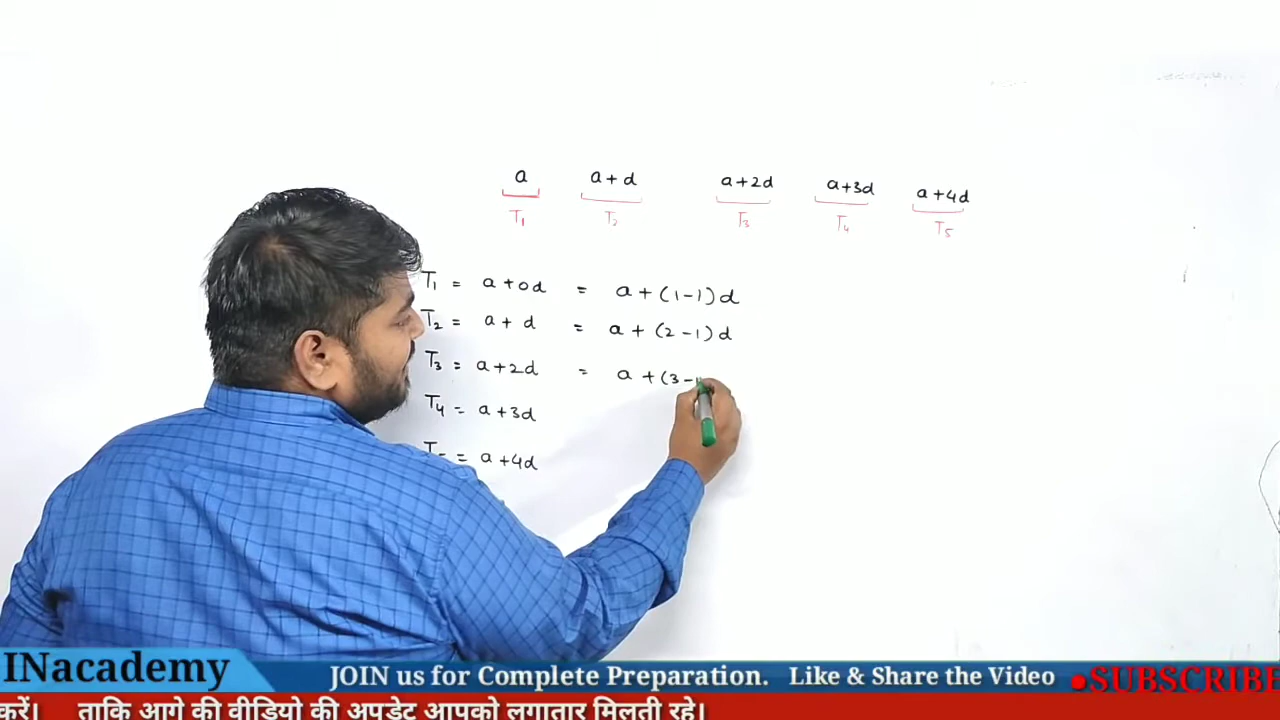 a a+d a+2d a+3d a+4d
T₁ T₂ T₃ T₄ T₅
T₁ = a+0d = a+(1-1)d
T₂ = a+d = a+(2-1)d
T₃ = a+2d = a+(3-
T₄ = a+3d
= a+4d
INacademy JOIN us for Complete Preparation. Like & Share the Video SUBSCRIBE
करें। ताकि आगे की वीडियो की अपडेट आपको लगातार मिलती रहे।